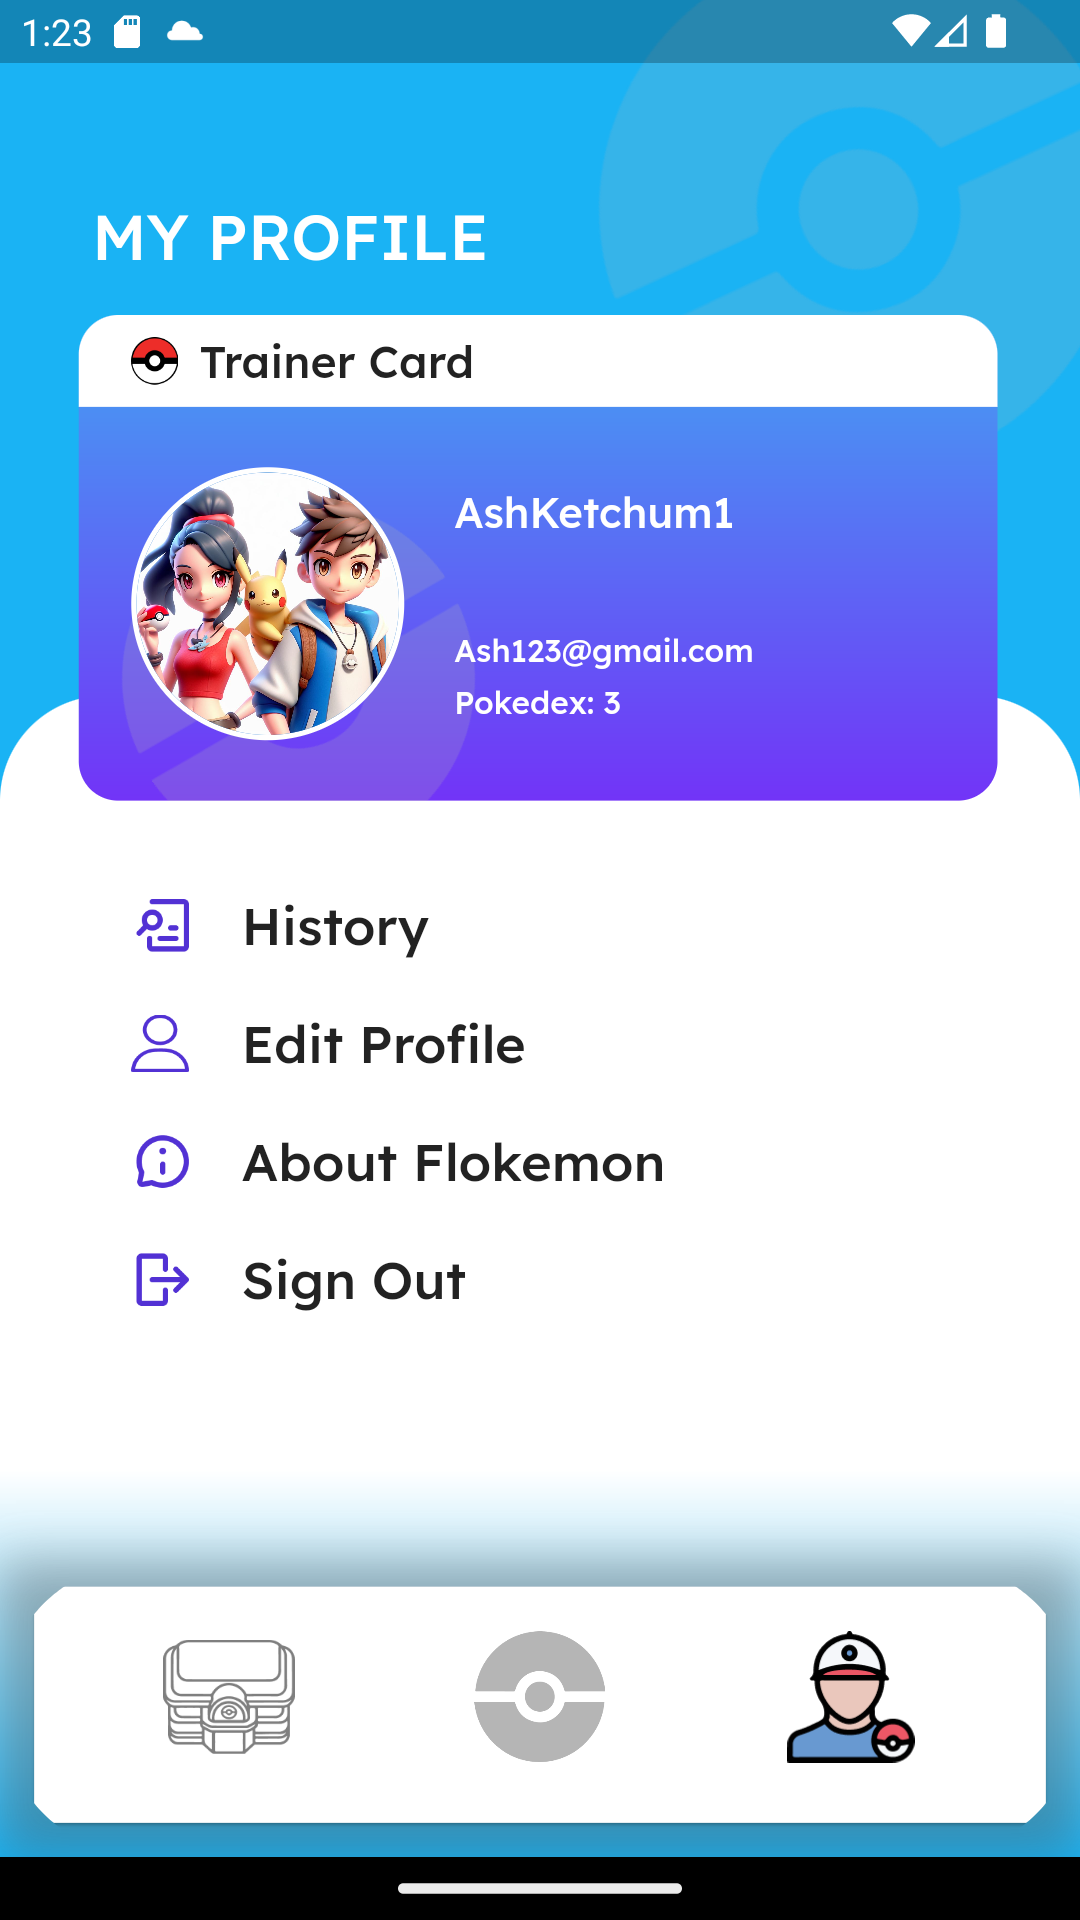 1:23
MY PROFILE
Trainer Card
AshKetchum1
Ash123@gmail.com
Pokedex: 3
History
Edit Profile
About Flokemon
Sign Out